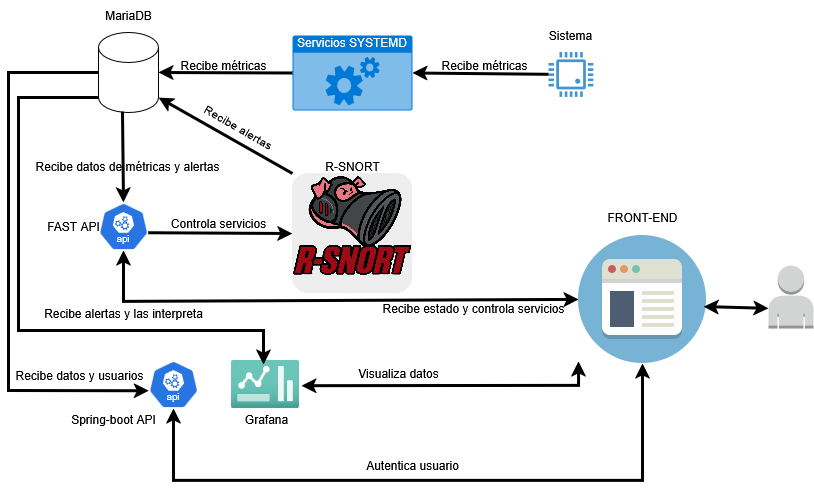 MariaDB
Servicios SYSTEMD
Sistema
Recibe métricas
Recibe métricas
Recibe alertas
Recibe datos de métricas y alertas
R-SNORT
FRONT-END
FAST API
api
Controla servicios
R-SNORT
Recibe alertas y las interpreta
Recibe estado y controla servicios
Recibe datos y usuarios
api
Visualiza datos
Spring-boot API
Grafana
Autentica usuario